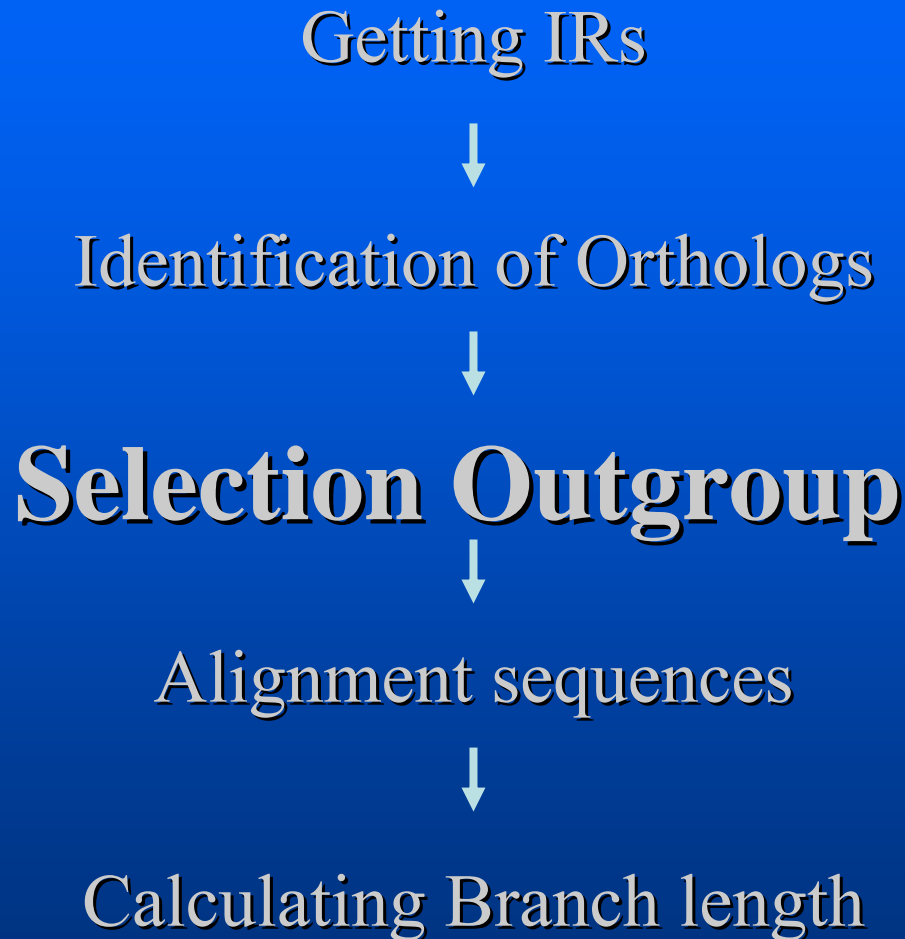 Getting IRs
Identification of Orthologs
Selection Outgroup
Alignment sequences
Calculating Branch length